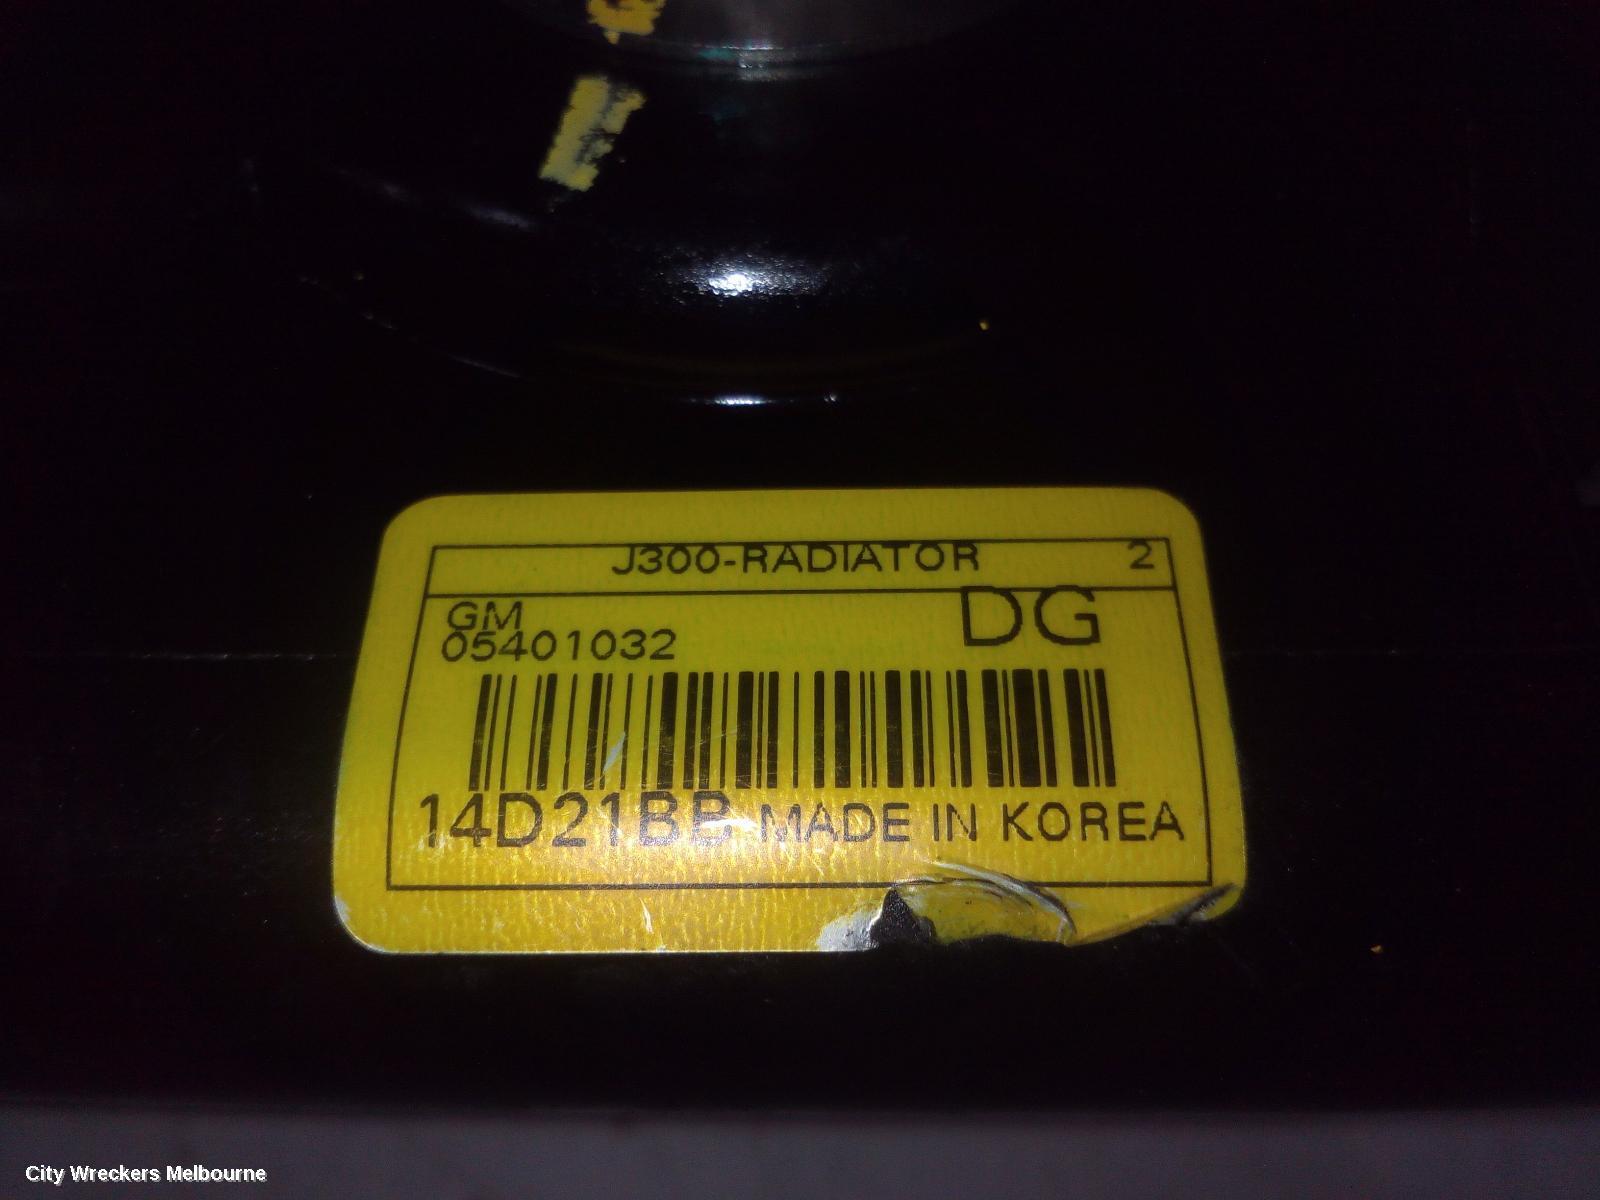 J300-RADIATOR 2
GM DG
05401032
14D21BB MADE IN KOREA
City Wreckers Melbourne